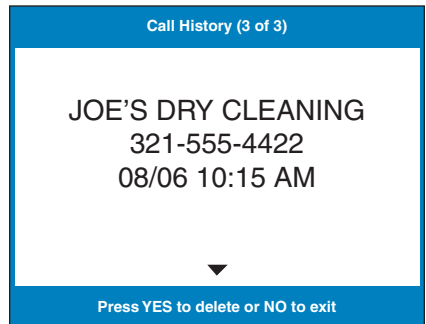 Call History (3 of 3)
JOE'S DRY CLEANING
321-555-4422
08/06 10:15 AM
Press YES to delete or NO to exit